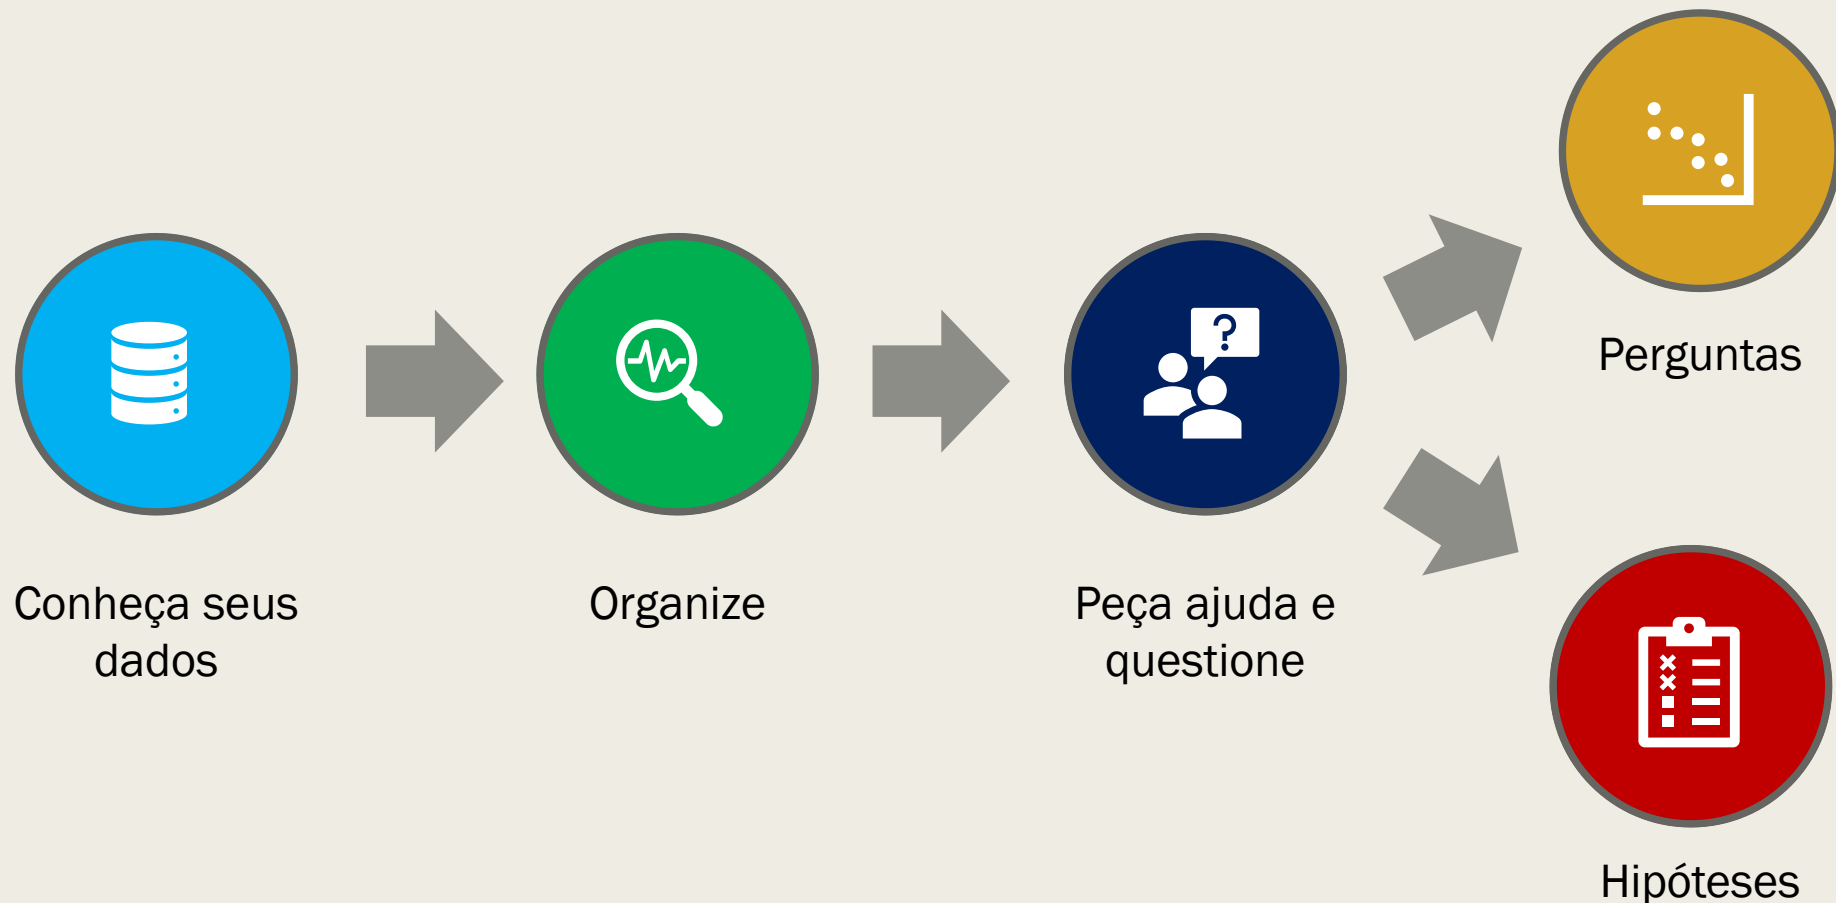 Conheça seus
dados
Organize
Peça ajuda e
questione
?
Perguntas
Hipóteses